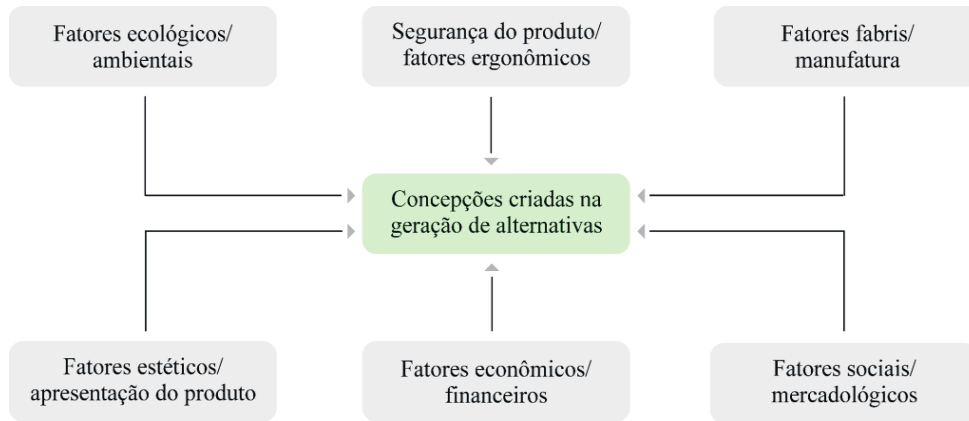 Fatores ecológicos/
ambientais
Segurança do produto/
fatores ergonômicos
Fatores fabris/
manufatura
Concepções criadas na
geração de alternativas
Fatores estéticos/
apresentação do produto
Fatores econômicos/
financeiros
Fatores sociais/
mercadológicos